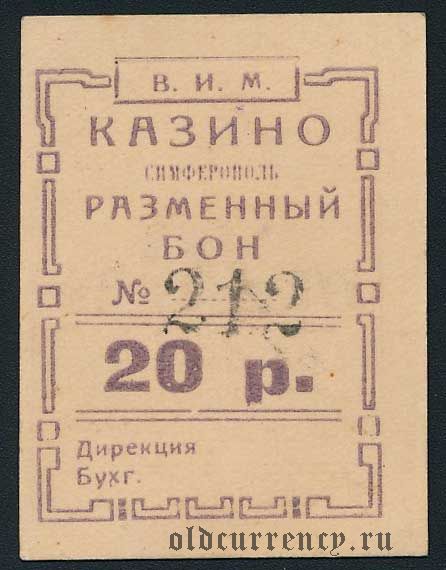 В. И. М.
КАЗИНО
СИМФЕРОПОЛЬ
РАЗМЕННЫЙ
БОН
№ 212
20 р.
Дирекция
Бухг.
oldcurrency.ru